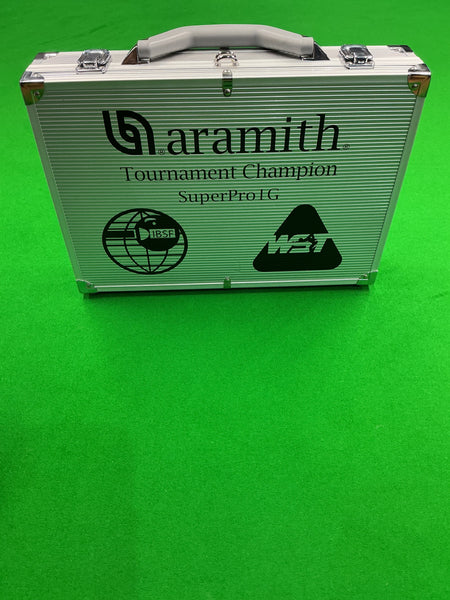 aramith
Tournament Champion
SuperPro1G
IBSF
WST